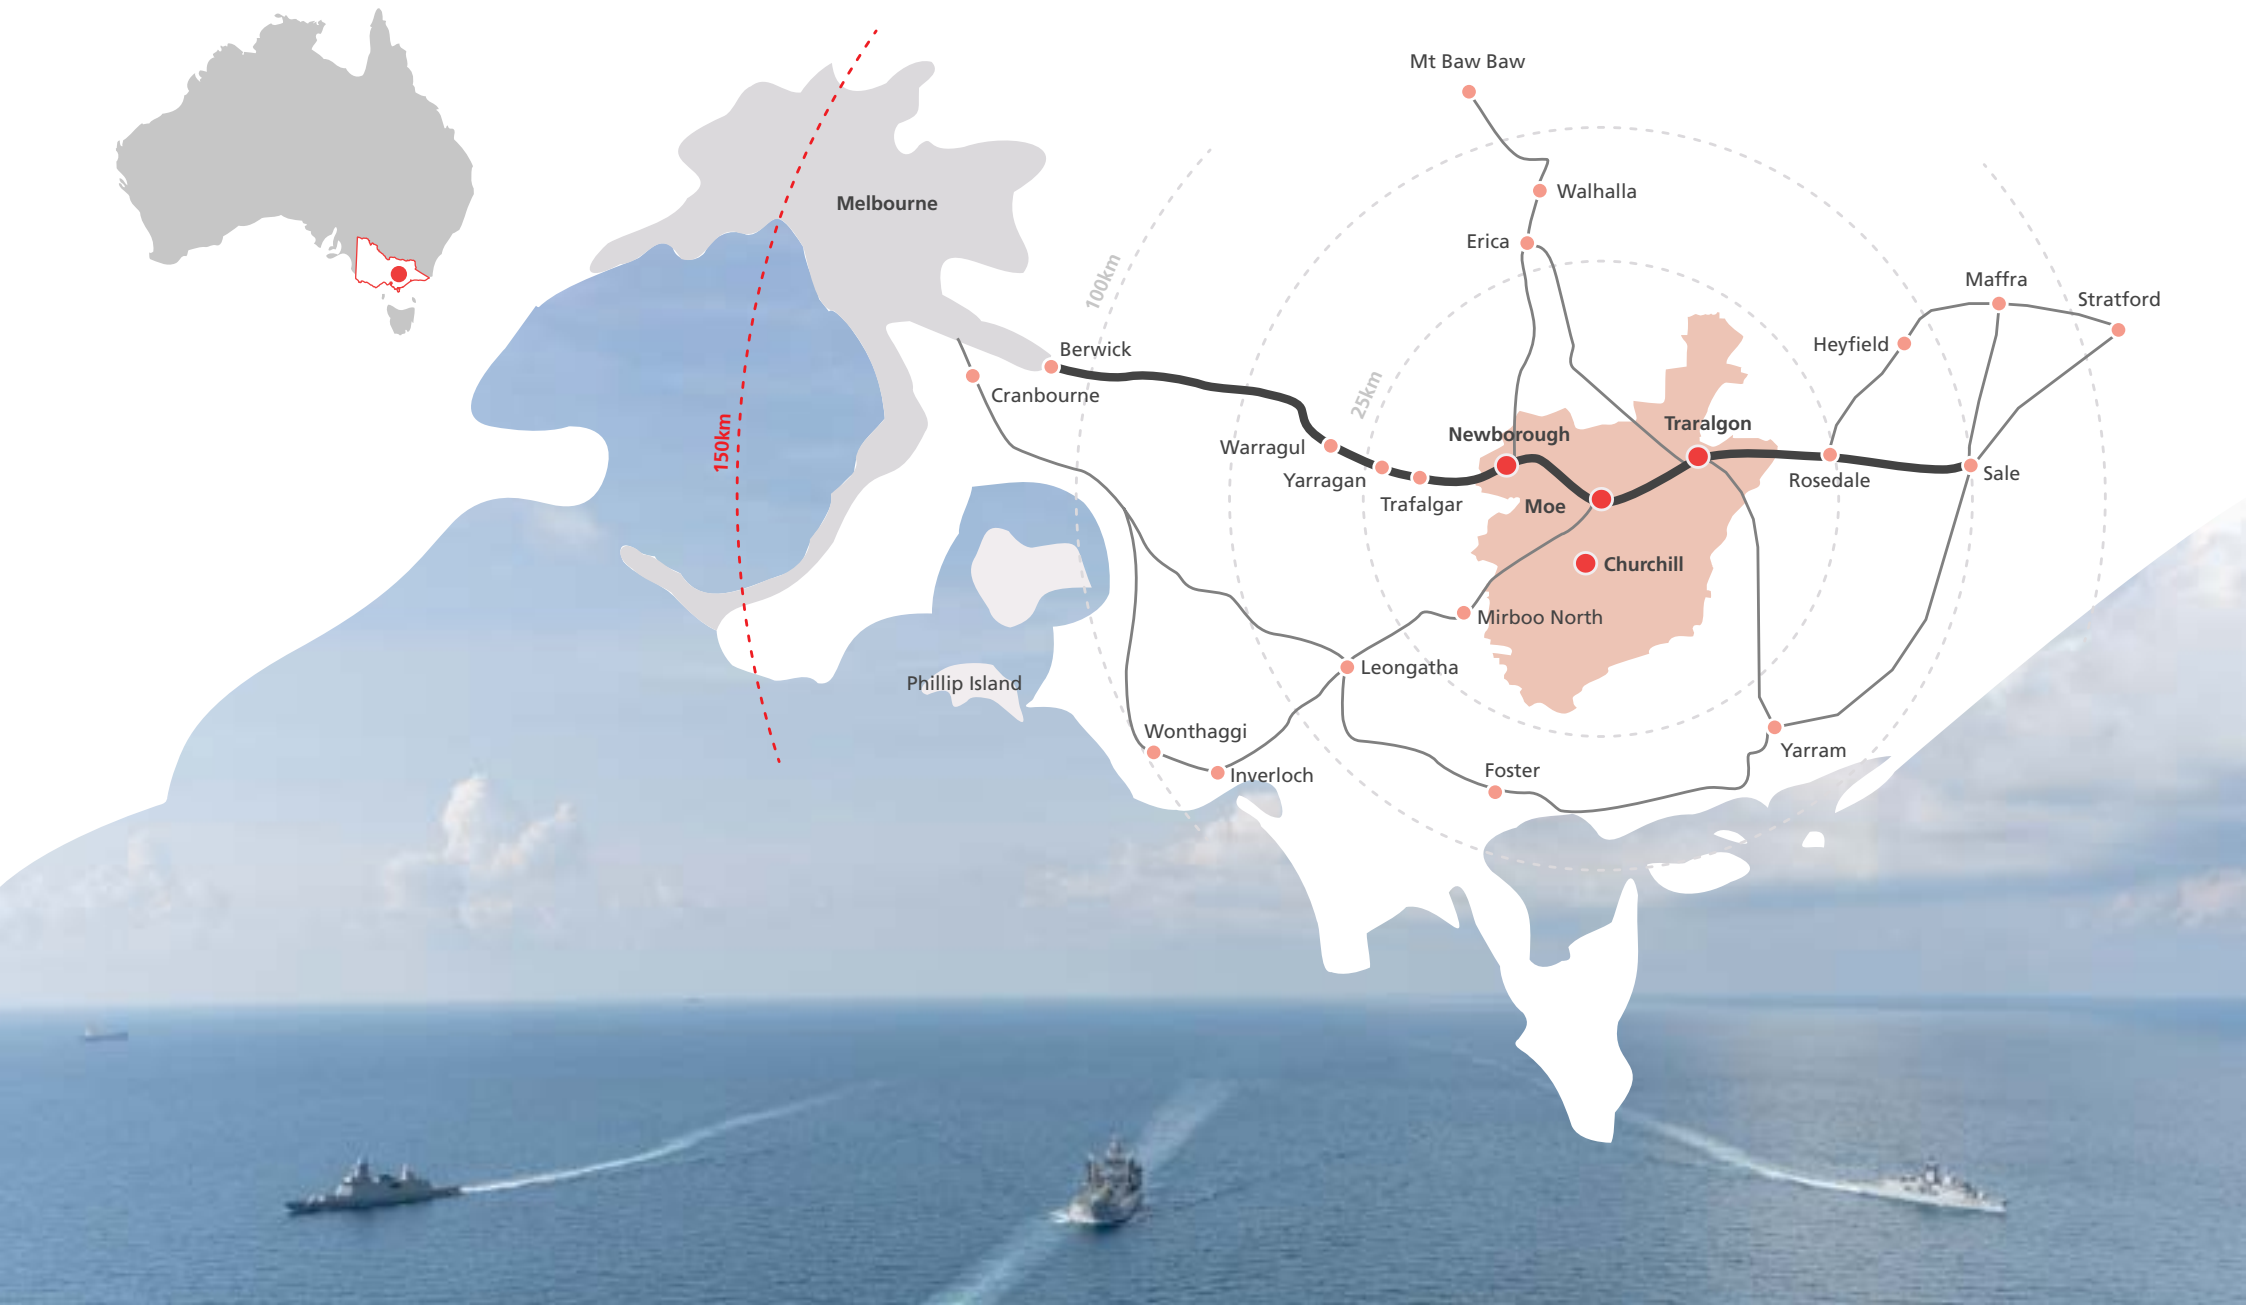 Mt Baw Baw
Walhalla
Melbourne
Erica
100km
Maffra
Stratford
Heyfield
Berwick
Cranbourne
25km
150km
Newborough
Traralgon
Warragul
Yarragan
Trafalgar
Moe
Rosedale
Sale
Churchill
Mirboo North
Leongatha
Phillip Island
Wonthaggi
Inverloch
Foster
Yarram